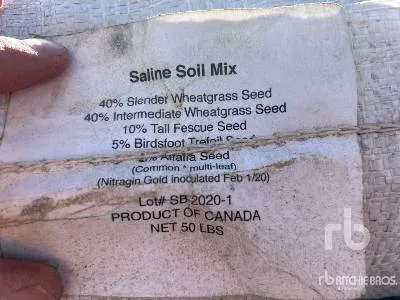 Saline Soil Mix
40% Slender Wheatgrass Seed
40% Intermediate Wheatgrass Seed
10% Tall Fescue Seed
5% Birdsfoot Trefoil Seed
Alfalfa Seed
(Common * multi-leaf)
(Nitragin Gold inoculated Feb 1/20)
Lot# SB-2020-1
PRODUCT OF CANADA
NET 50 LBS
rb
rb RITCHIE BROS.